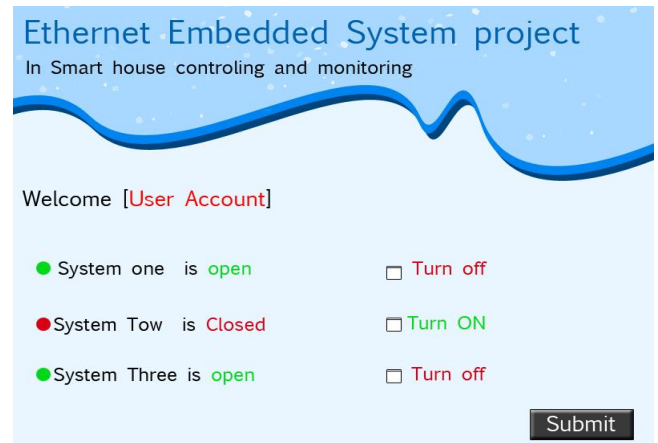 Ethernet Embedded System project
In Smart house controling and monitoring
Welcome [User Account]
System one is open
Turn off
System Tow is Closed
Turn ON
System Three is open
Turn off
Submit